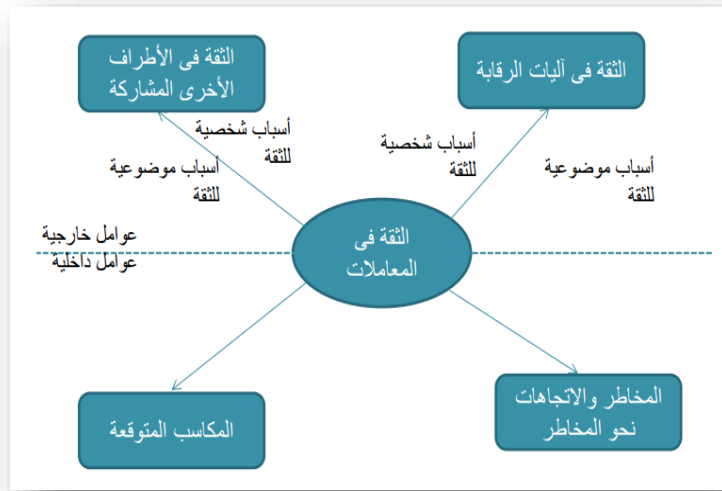 الثقة فى آليات الرقابة
الثقة فى الأطراف
الأخرى المشاركة
أسباب شخصية
للثقة
أسباب موضوعية
للثقة
أسباب شخصية
للثقة
أسباب موضوعية
للثقة
الثقة فى
المعاملات
عوامل خارجية
عوامل داخلية
المخاطر والاتجاهات
نحو المخاطر
المكاسب المتوقعة